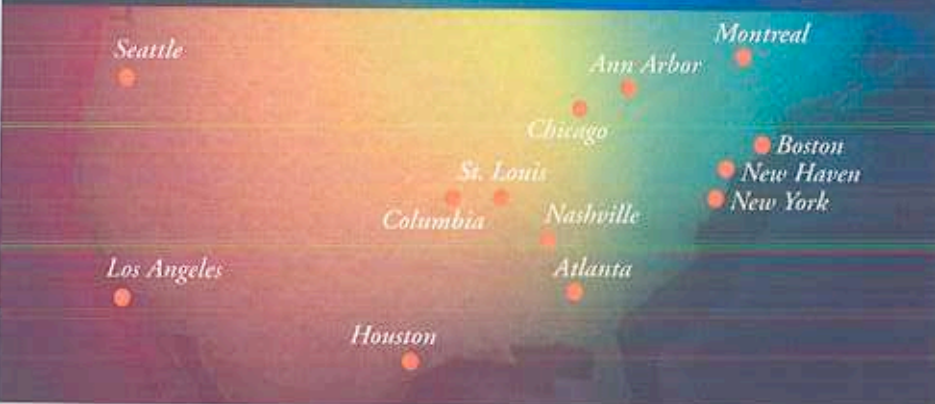 Montreal
Seattle
Ann Arbor
Chicago
Boston
St. Louis
New Haven
New York
Columbia
Nashville
Los Angeles
Atlanta
Houston